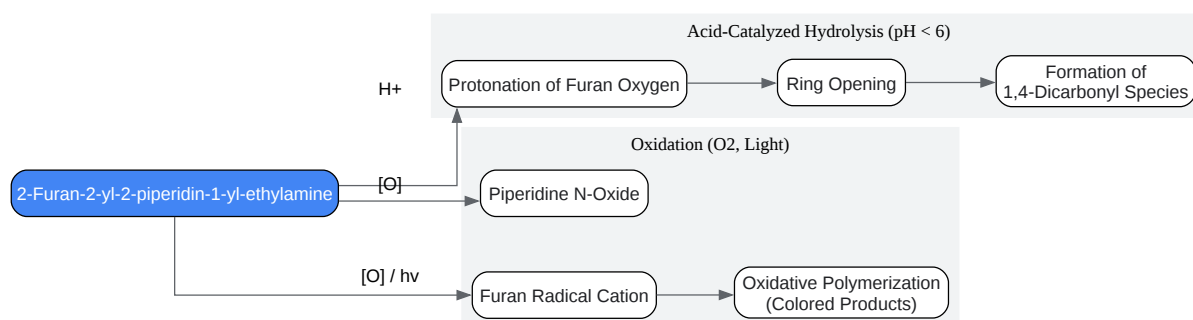 Acid-Catalyzed Hydrolysis (pH < 6)
H+
Protonation of Furan Oxygen
Ring Opening
Formation of
1,4-Dicarbonyl Species
Oxidation (O2, Light)
2-Furan-2-yl-2-piperidin-1-yl-ethylamine
[O]
Piperidine N-Oxide
[O] / hv
Furan Radical Cation
Oxidative Polymerization
(Colored Products)